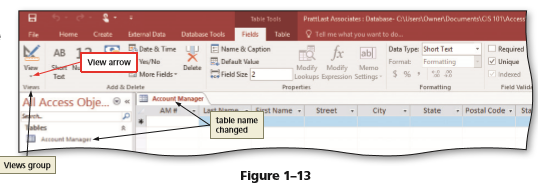 Table Tools
PrattLast Associates : Database- C:\Users\Owner\Documents\CIS 101\Access
File Home Create External Data Database Tools Fields Table Tell me what you want to do...
View
AB
Short
Text
12
Num
Date & Time
Yes/No
More Fields
Delete
Name & Caption
Default Value
Field Size 2
Modify
Lookups
fx
Modify
Expression
ab
Memo
Settings
Data Type: Short Text
Format: Formatting
$ % ,
Required
Unique
Indexed
Views Add & Delete Properties Formatting Field Valid
View arrow
All Access Obje...
Search..
Tables
Account Manager
Account Manager
AM # Last Name First Name Street City State Postal Code Sta
table name
changed
Views group
Figure 1–13